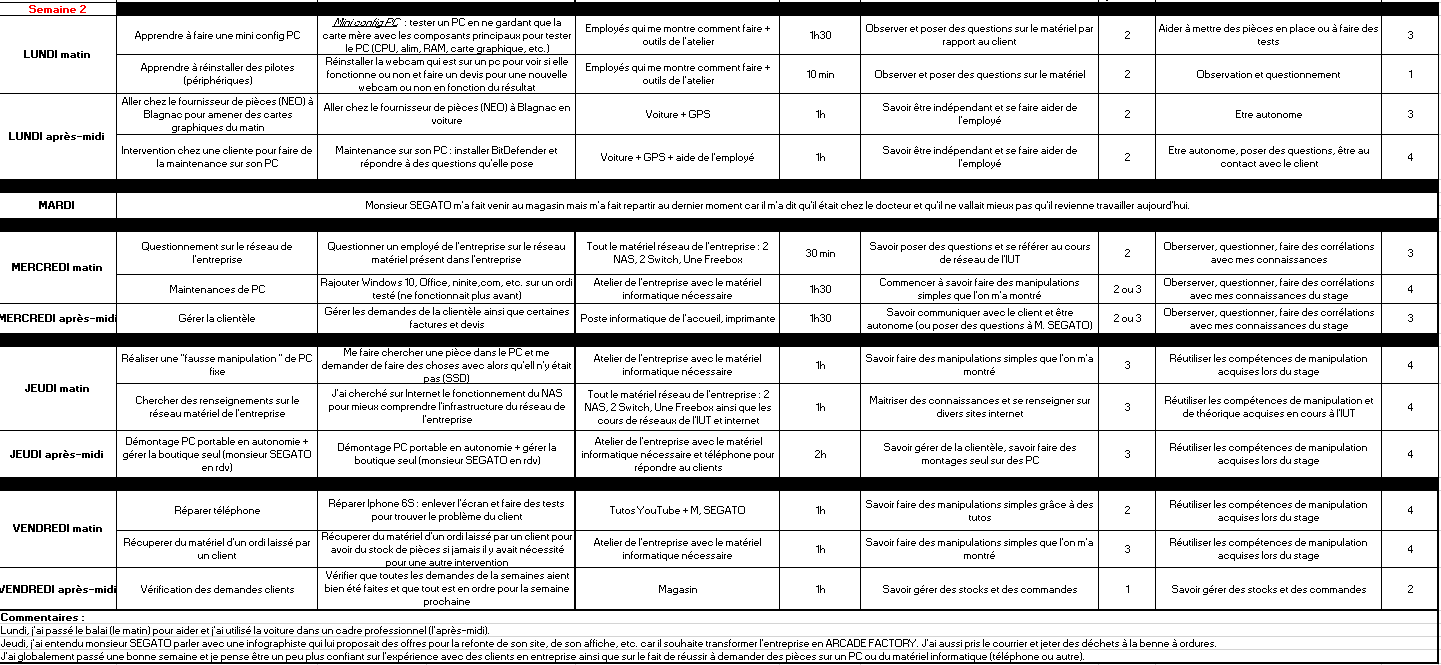 Semaine 2
LUNDI matin
Apprendre à faire une mini config PC
Mini config PC : tester un PC en ne gardant que la
carte mère avec les composants principaux pour tester
le PC (CPU, alim, RAM, carte graphique, etc.)
Employés qui me montre comment faire +
outils de l'atelier
1h30
Observer et poser des questions sur le matériel par
rapport au client
2
Aider à mettre des pièces en place ou à faire des
tests
3
Apprendre à réinstaller des pilotes
(périphériques)
Réinstaller la webcam qui est sur un pc pour voir si elle
fonctionne ou non et faire un devis pour une nouvelle
webcam ou non en fonction du résultat
Employés qui me montre comment faire +
outils de l'atelier
10 min
Observer et poser des questions sur le matériel
2
Observation et questionnement
1
LUNDI après-midi
Aller chez le fournisseur de pièces (NEO) à
Blagnac pour amener des cartes
graphiques du matin
Aller chez le fournisseur de pièces (NEO) à Blagnac en
voiture
Voiture + GPS
1h
Savoir être indépendant et se faire aider de
l'employé
2
Etre autonome
3
Intervention chez une cliente pour faire de
la maintenance sur son PC
Maintenance sur son PC : installer BitDefender et
répondre à des questions qu'elle pose
Voiture + GPS + aide de l'employé
1h
Savoir être indépendant et se faire aider de
l'employé
2
Etre autonome, poser des questions, être au
contact avec le client
4
MARDI
Monsieur SEGATO m'a fait venir au magasin mais m'a fait repartir au dernier moment car il m'a dit qu'il était chez le docteur et qu'il ne vallait mieux pas qu'il revienne travailler aujourd'hui.
MERCREDI matin
Questionnement sur le réseau de
l'entreprise
Questionner un employé de l'entreprise sur le réseau
matériel présent dans l'entreprise
Tout le matériel réseau de l'entreprise : 2
NAS, 2 Switch, Une Freebox
30 min
Savoir poser des questions et se référer au cours
de réseau de l'IUT
2
Oberserver, questionner, faire des corrélations
avec mes connaissances
3
Maintenances de PC
Rajouter Windows 10, Office, ninite,com, etc. sur un ordi
testé (ne fonctionnait plus avant)
Atelier de l'entreprise avec le matériel
informatique nécessaire
1h30
Commencer à savoir faire des manipulations
simples que l'on m'a montré
2 ou 3
Oberserver, questionner, faire des corrélations
avec mes connaissances du stage
4
MERCREDI après-midi
Gérer la clientèle
Gérer les demandes de la clientèle ainsi que certaines
factures et devis
Poste informatique de l'accueil, imprimante
1h30
Savoir communiquer avec le client et être
autonome (ou poser des questions à M. SEGATO)
2 ou 3
Oberserver, questionner, faire des corrélations
avec mes connaissances du stage
3
JEUDI matin
Réaliser une "fausse manipulation" de PC
fixe
Me faire chercher une pièce dans le PC et me
demander de faire des choses avec alors qu'ell n'y était
pas (SSD)
Atelier de l'entreprise avec le matériel
informatique nécessaire
1h
Savoir faire des manipulations simples que l'on m'a
montré
3
Réutiliser les compétences de manipulation
acquises lors du stage
4
Chercher des renseignements sur le
réseau matériel de l'entreprise
J'ai cherché sur Internet le fonctionnement du NAS
pour mieux comprendre l'infrastructure du réseau de
l'entreprise
Tout le matériel réseau de l'entreprise : 2
NAS, 2 Switch, Une Freebox ainsi que les
cours de réseaux de l'IUT et internet
1h
Maitriser des connaissances et se renseigner sur
divers sites internet
3
Réutiliser les compétences de manipulation et
de théorique acquises en cours à l'IUT
4
JEUDI après-midi
Démontage PC portable en autonomie +
gérer la boutique seul (monsieur SEGATO
en rdv)
Démontage PC portable en autonomie + gérer la
boutique seul (monsieur SEGATO en rdv)
Atelier de l'entreprise avec le matériel
informatique nécessaire et téléphone pour
répondre au clients
2h
Savoir gérer de la clientèle, savoir faire des
montages seul sur des PC
3
Réutiliser les compétences de manipulation
acquises lors du stage
4
VENDREDI matin
Réparer téléphone
Réparer Iphone 6S : enlever l'écran et faire des tests
pour trouver le problème du client
Tutos YouTube + M, SEGATO
1h
Savoir faire des manipulations simples grâce à des
tutos
2
Réutiliser les compétences de manipulation
acquises lors du stage
4
Récuperer du matériel d'un ordi laissé par
un client
Récuperer du matériel d'un ordi laissé par un client pour
avoir du stock de pièces si jamais il y avait nécessité
pour une autre intervention
Atelier de l'entreprise avec le matériel
informatique nécessaire
1h
Savoir faire des manipulations simples que l'on m'a
montré
3
Réutiliser les compétences de manipulation
acquises lors du stage
4
VENDREDI après-midi
Vérification des demandes clients
Vérifier que toutes les demandes de la semaines aient
bien été faites et que tout est en ordre pour la semaine
prochaine
Magasin
1h
Savoir gérer des stocks et des commandes
1
Savoir gérer des stocks et des commandes
2
Commentaires :
Lundi, j'ai passé le balai (le matin) pour aider et j'ai utilisé la voiture dans un cadre professionnel (l'après-midi).
Jeudi, j'ai entendu monsieur SEGATO parler avec une infographiste qui lui proposait des offres pour la refonte de son site, de son affiche, etc. car il souhaite transformer l'entreprise en ARCADE FACTORY. J'ai aussi pris le courrier et jeter des déchets à la benne à ordures.
J'ai globalement passé une bonne semaine et je pense être un peu plus confiant sur l'expérience avec des clients en entreprise ainsi que sur le fait de réussir à demander des pièces sur un PC ou du matériel informatique (téléphone ou autre).